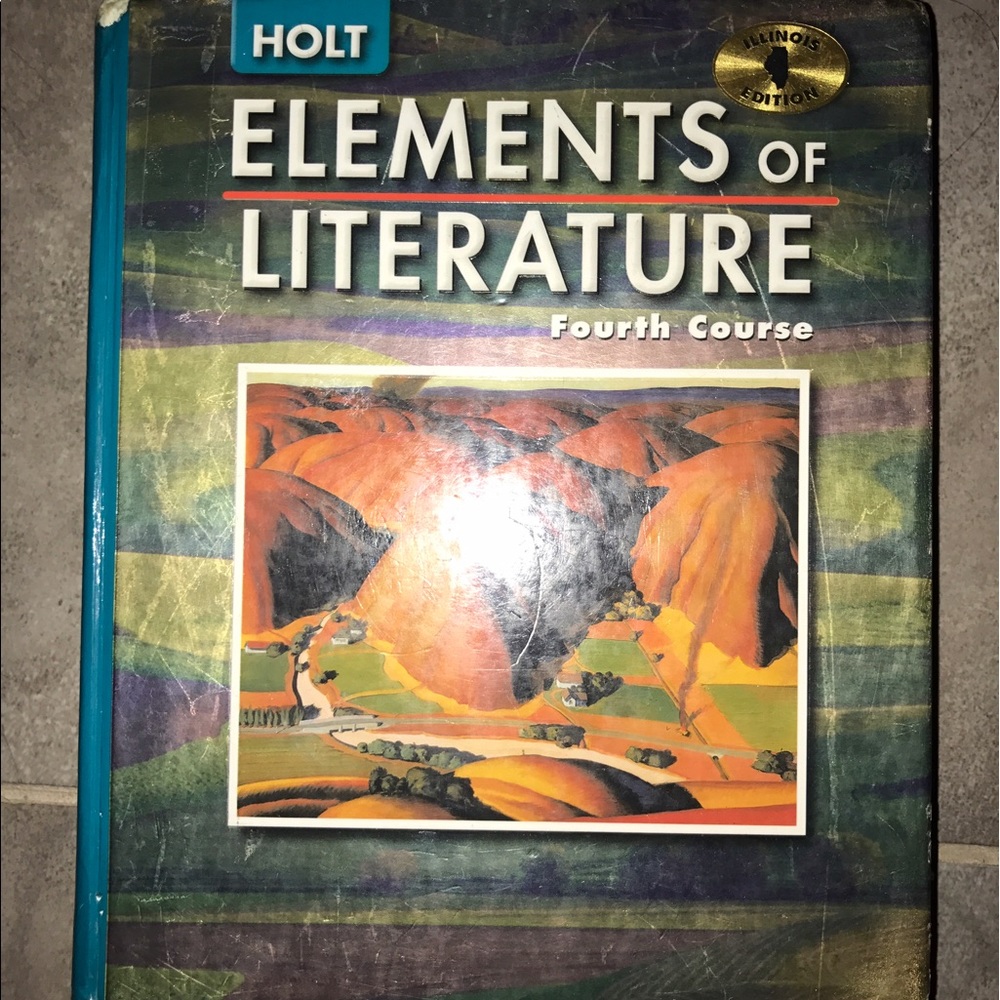 HOLT
ILLINOIS
EDITION
ELEMENTS OF
LITERATURE
Fourth Course